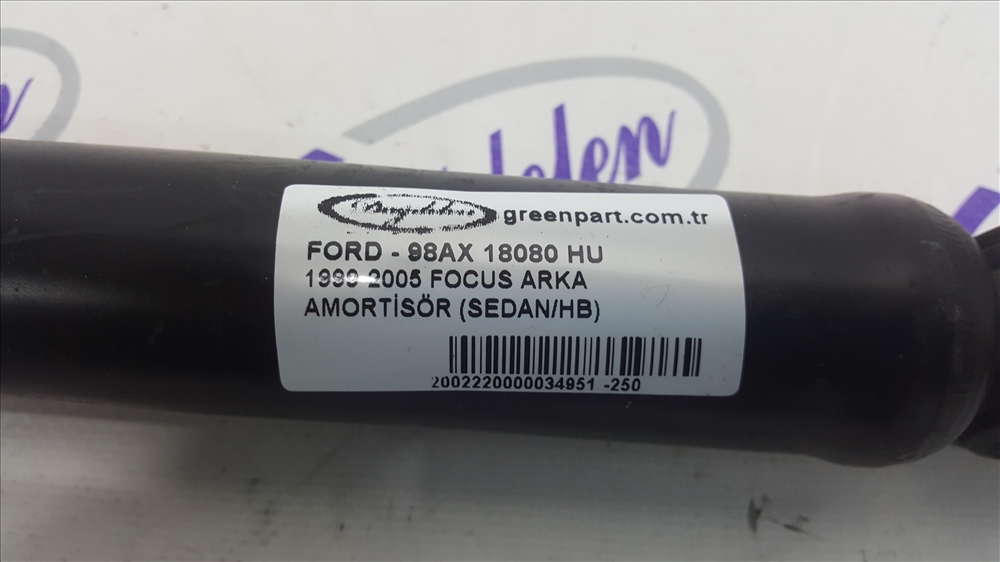 greenpart.com.tr
FORD - 98AX 18080 HU
1999-2005 FOCUS ARKA
AMORTİSÖR (SEDAN/HB)
2002220000034951 -250